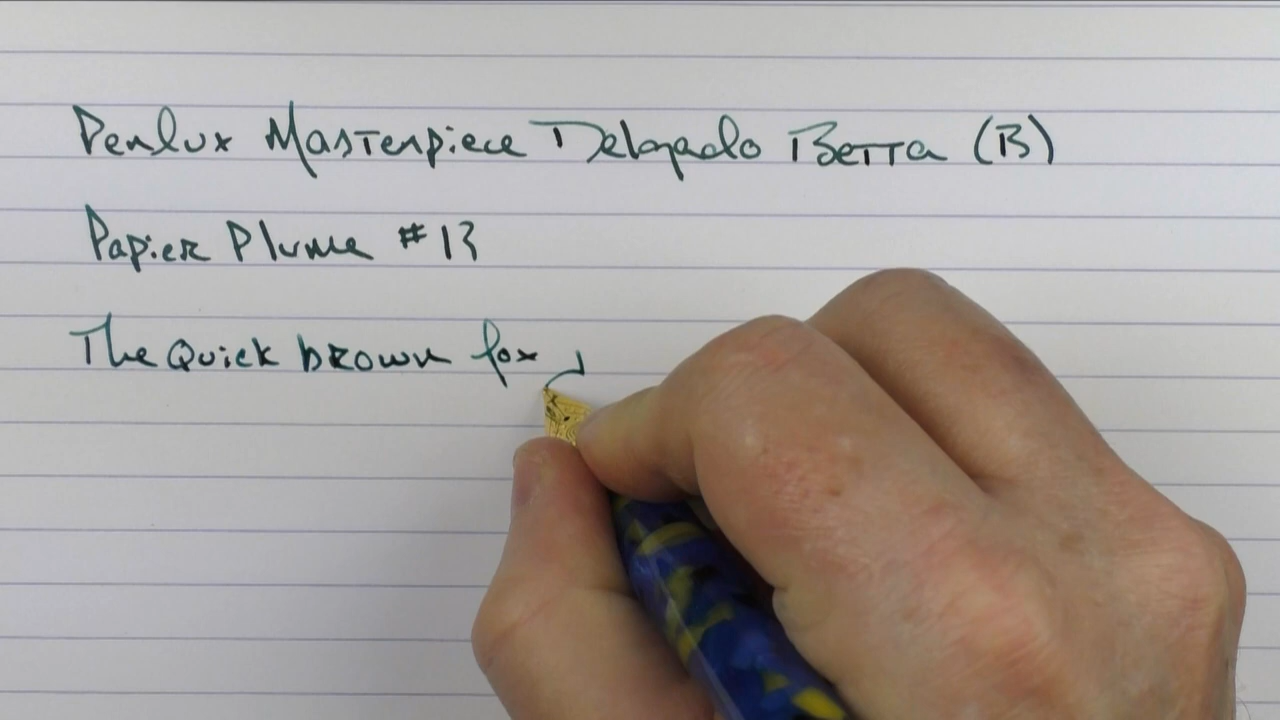 Penlux Masterpiece Delgado Betta (B)
Papier Plume #13
The Quick brown fox J